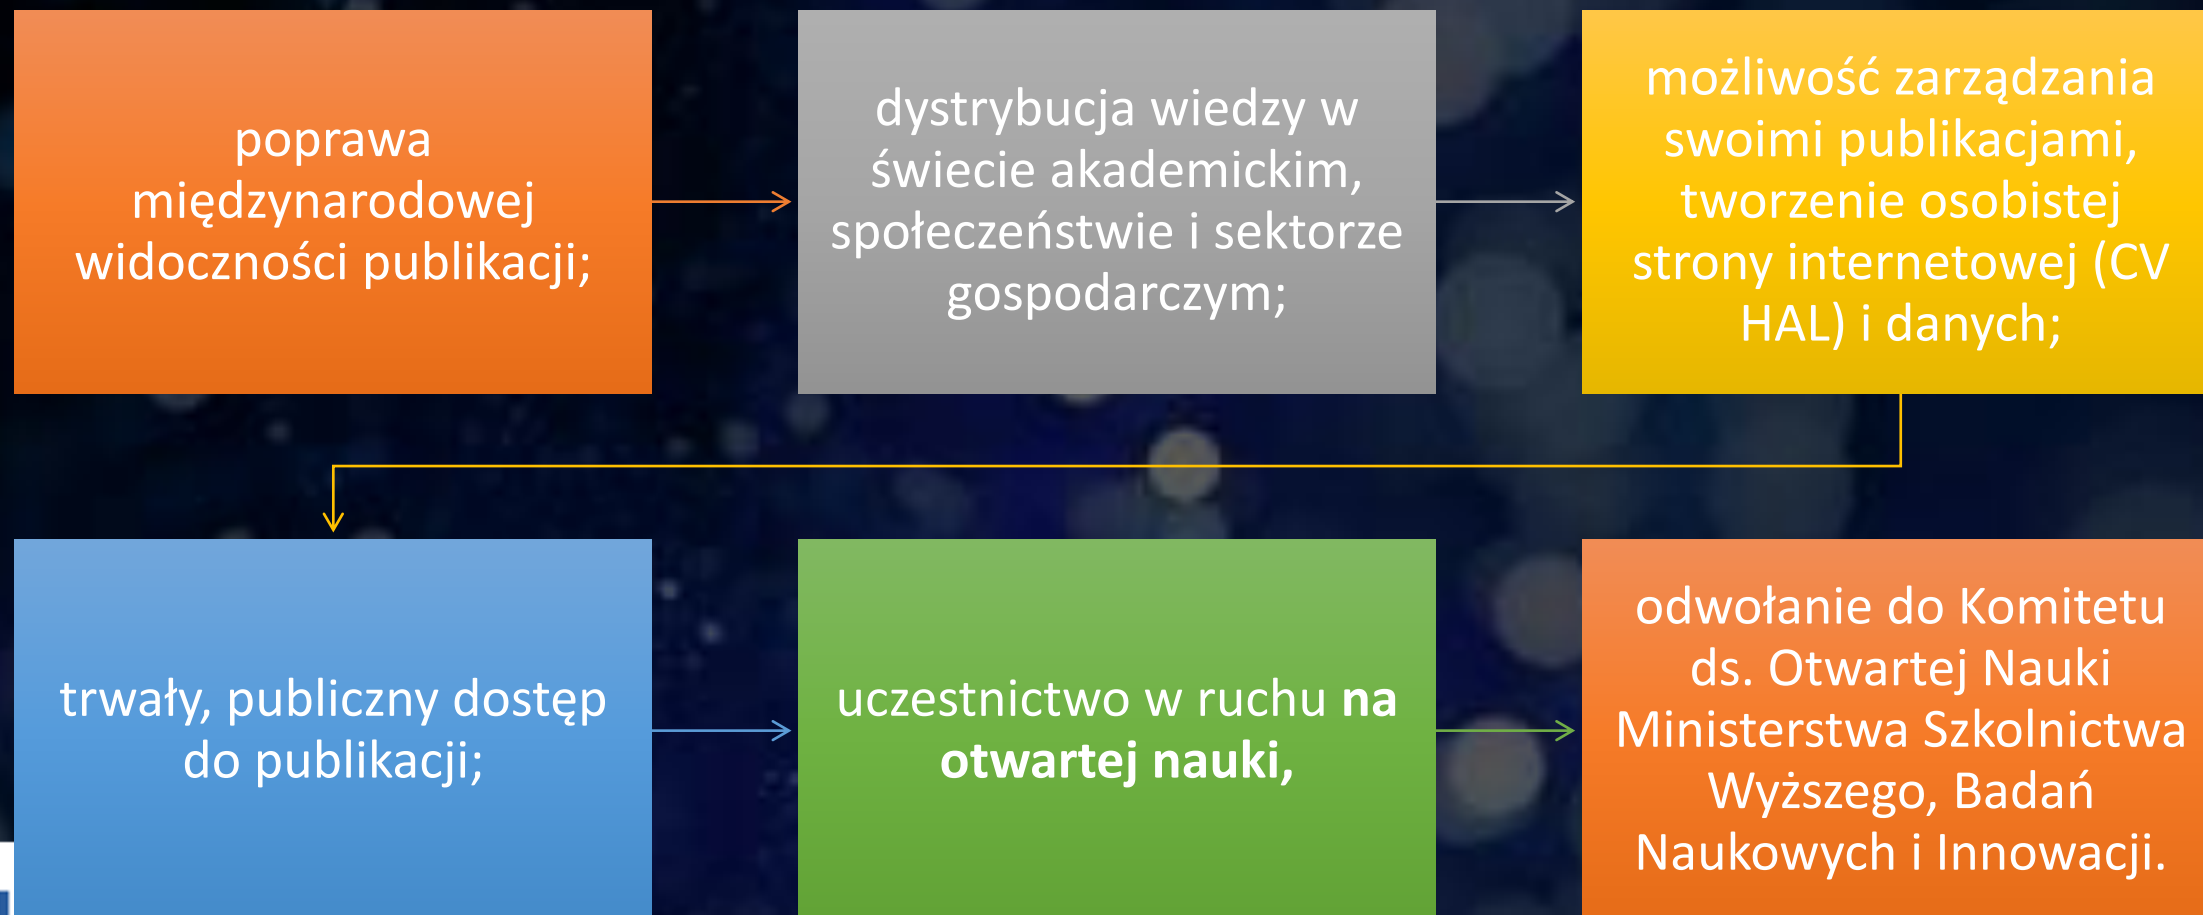 poprawa
międzynarodowej
widoczności publikacji;
dystrybucja wiedzy w
świecie akademickim,
społeczeństwie i sektorze
gospodarczym;
możliwość zarządzania
swoimi publikacjami,
tworzenie osobistej
strony internetowej (CV
HAL) i danych;
trwały, publiczny dostęp
do publikacji;
uczestnictwo w ruchu na
otwartej nauki,
odwołanie do Komitetu
ds. Otwartej Nauki
Ministerstwa Szkolnictwa
Wyższego, Badań
Naukowych i Innowacji.